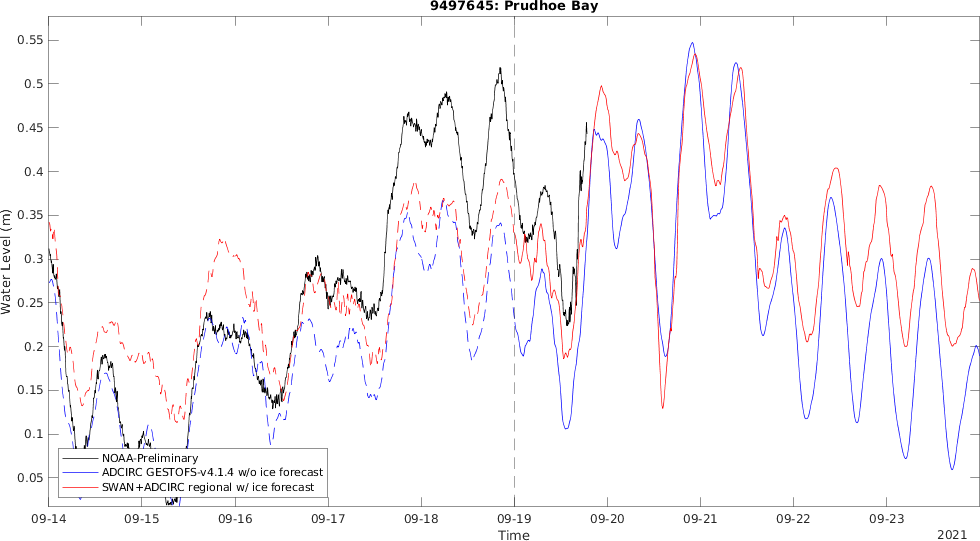 9497645: Prudhoe Bay
Water Level (m)
0.55
0.5
0.45
0.4
0.35
0.3
0.25
0.2
0.15
0.1
0.05
NOAA-Preliminary
ADCIRC GESTOFS-v4.1.4 w/o ice forecast
SWAN+ADCIRC regional w/ ice forecast
09-14 09-15 09-16 09-17 09-18 09-19 09-20 09-21 09-22 09-23
Time
2021